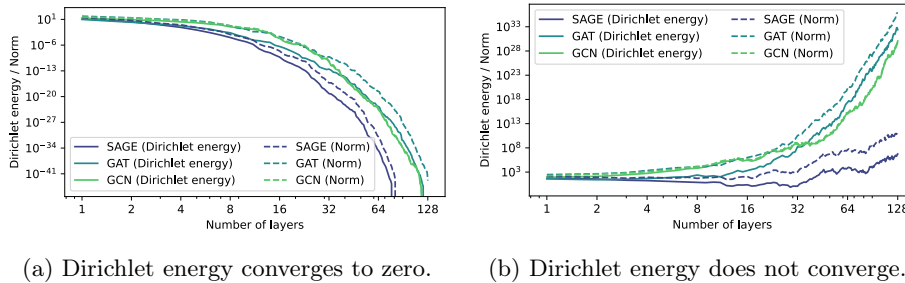 10^1
10^-6
10^-13
10^-20
10^-27
10^-34
10^-41
Dirichlet energy / Norm
SAGE (Dirichlet energy) SAGE (Norm)
GAT (Dirichlet energy) GAT (Norm)
GCN (Dirichlet energy) GCN (Norm)
1 2 4 8 16 32 64 128
Number of layers
(a) Dirichlet energy converges to zero.
10^33
10^28
10^23
10^18
10^13
10^8
10^3
Dirichlet energy / Norm
SAGE (Dirichlet energy) SAGE (Norm)
GAT (Dirichlet energy) GAT (Norm)
GCN (Dirichlet energy) GCN (Norm)
1 2 4 8 16 32 64 128
Number of layers
(b) Dirichlet energy does not converge.